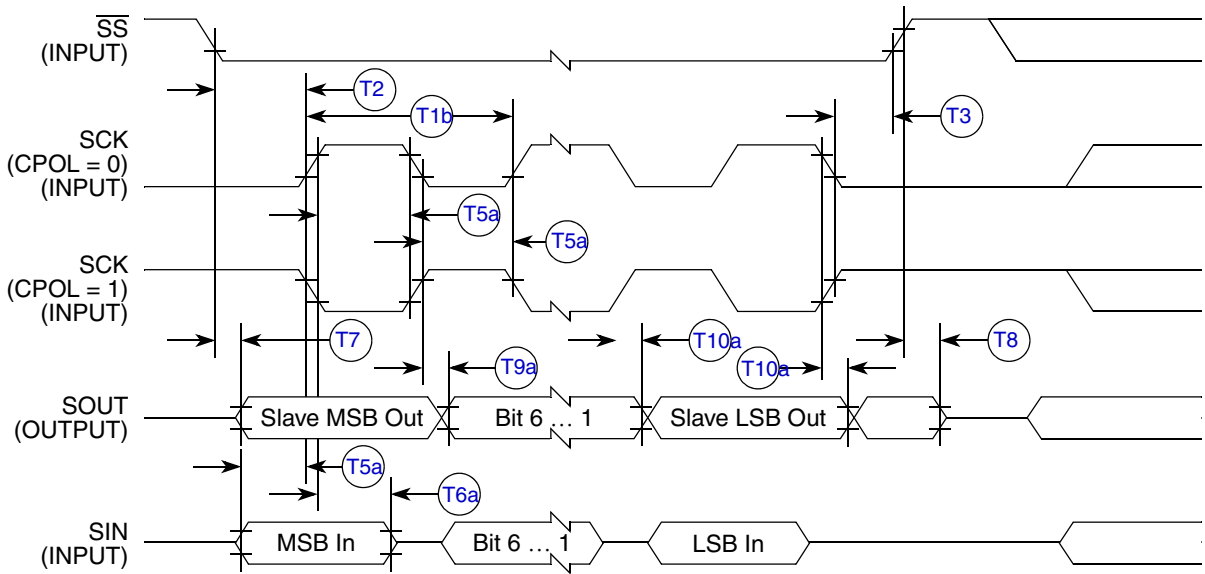 SS
(INPUT)
T2
T1b
T3
SCK
(CPOL = 0)
(INPUT)
T5a
T5a
SCK
(CPOL = 1)
(INPUT)
T7
T10a
T8
T9a
T10a
SOUT
(OUTPUT)
Slave MSB Out
Bit 6 … 1
Slave LSB Out
T5a
T6a
SIN
(INPUT)
MSB In
Bit 6 … 1
LSB In